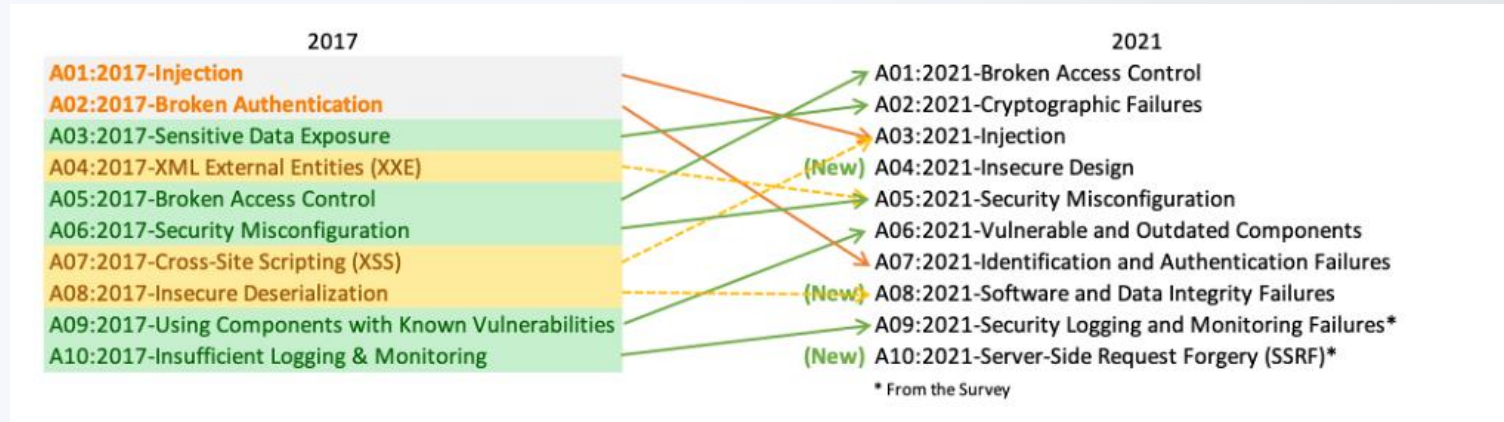 2017
A01:2017-Injection
A02:2017-Broken Authentication
A03:2017-Sensitive Data Exposure
A04:2017-XML External Entities (XXE)
A05:2017-Broken Access Control
A06:2017-Security Misconfiguration
A07:2017-Cross-Site Scripting (XSS)
A08:2017-Insecure Deserialization
A09:2017-Using Components with Known Vulnerabilities
A10:2017-Insufficient Logging & Monitoring
2021
A01:2021-Broken Access Control
A02:2021-Cryptographic Failures
A03:2021-Injection
(New) A04:2021-Insecure Design
A05:2021-Security Misconfiguration
A06:2021-Vulnerable and Outdated Components
A07:2021-Identification and Authentication Failures
(New) A08:2021-Software and Data Integrity Failures
A09:2021-Security Logging and Monitoring Failures*
(New) A10:2021-Server-Side Request Forgery (SSRF)*
* From the Survey